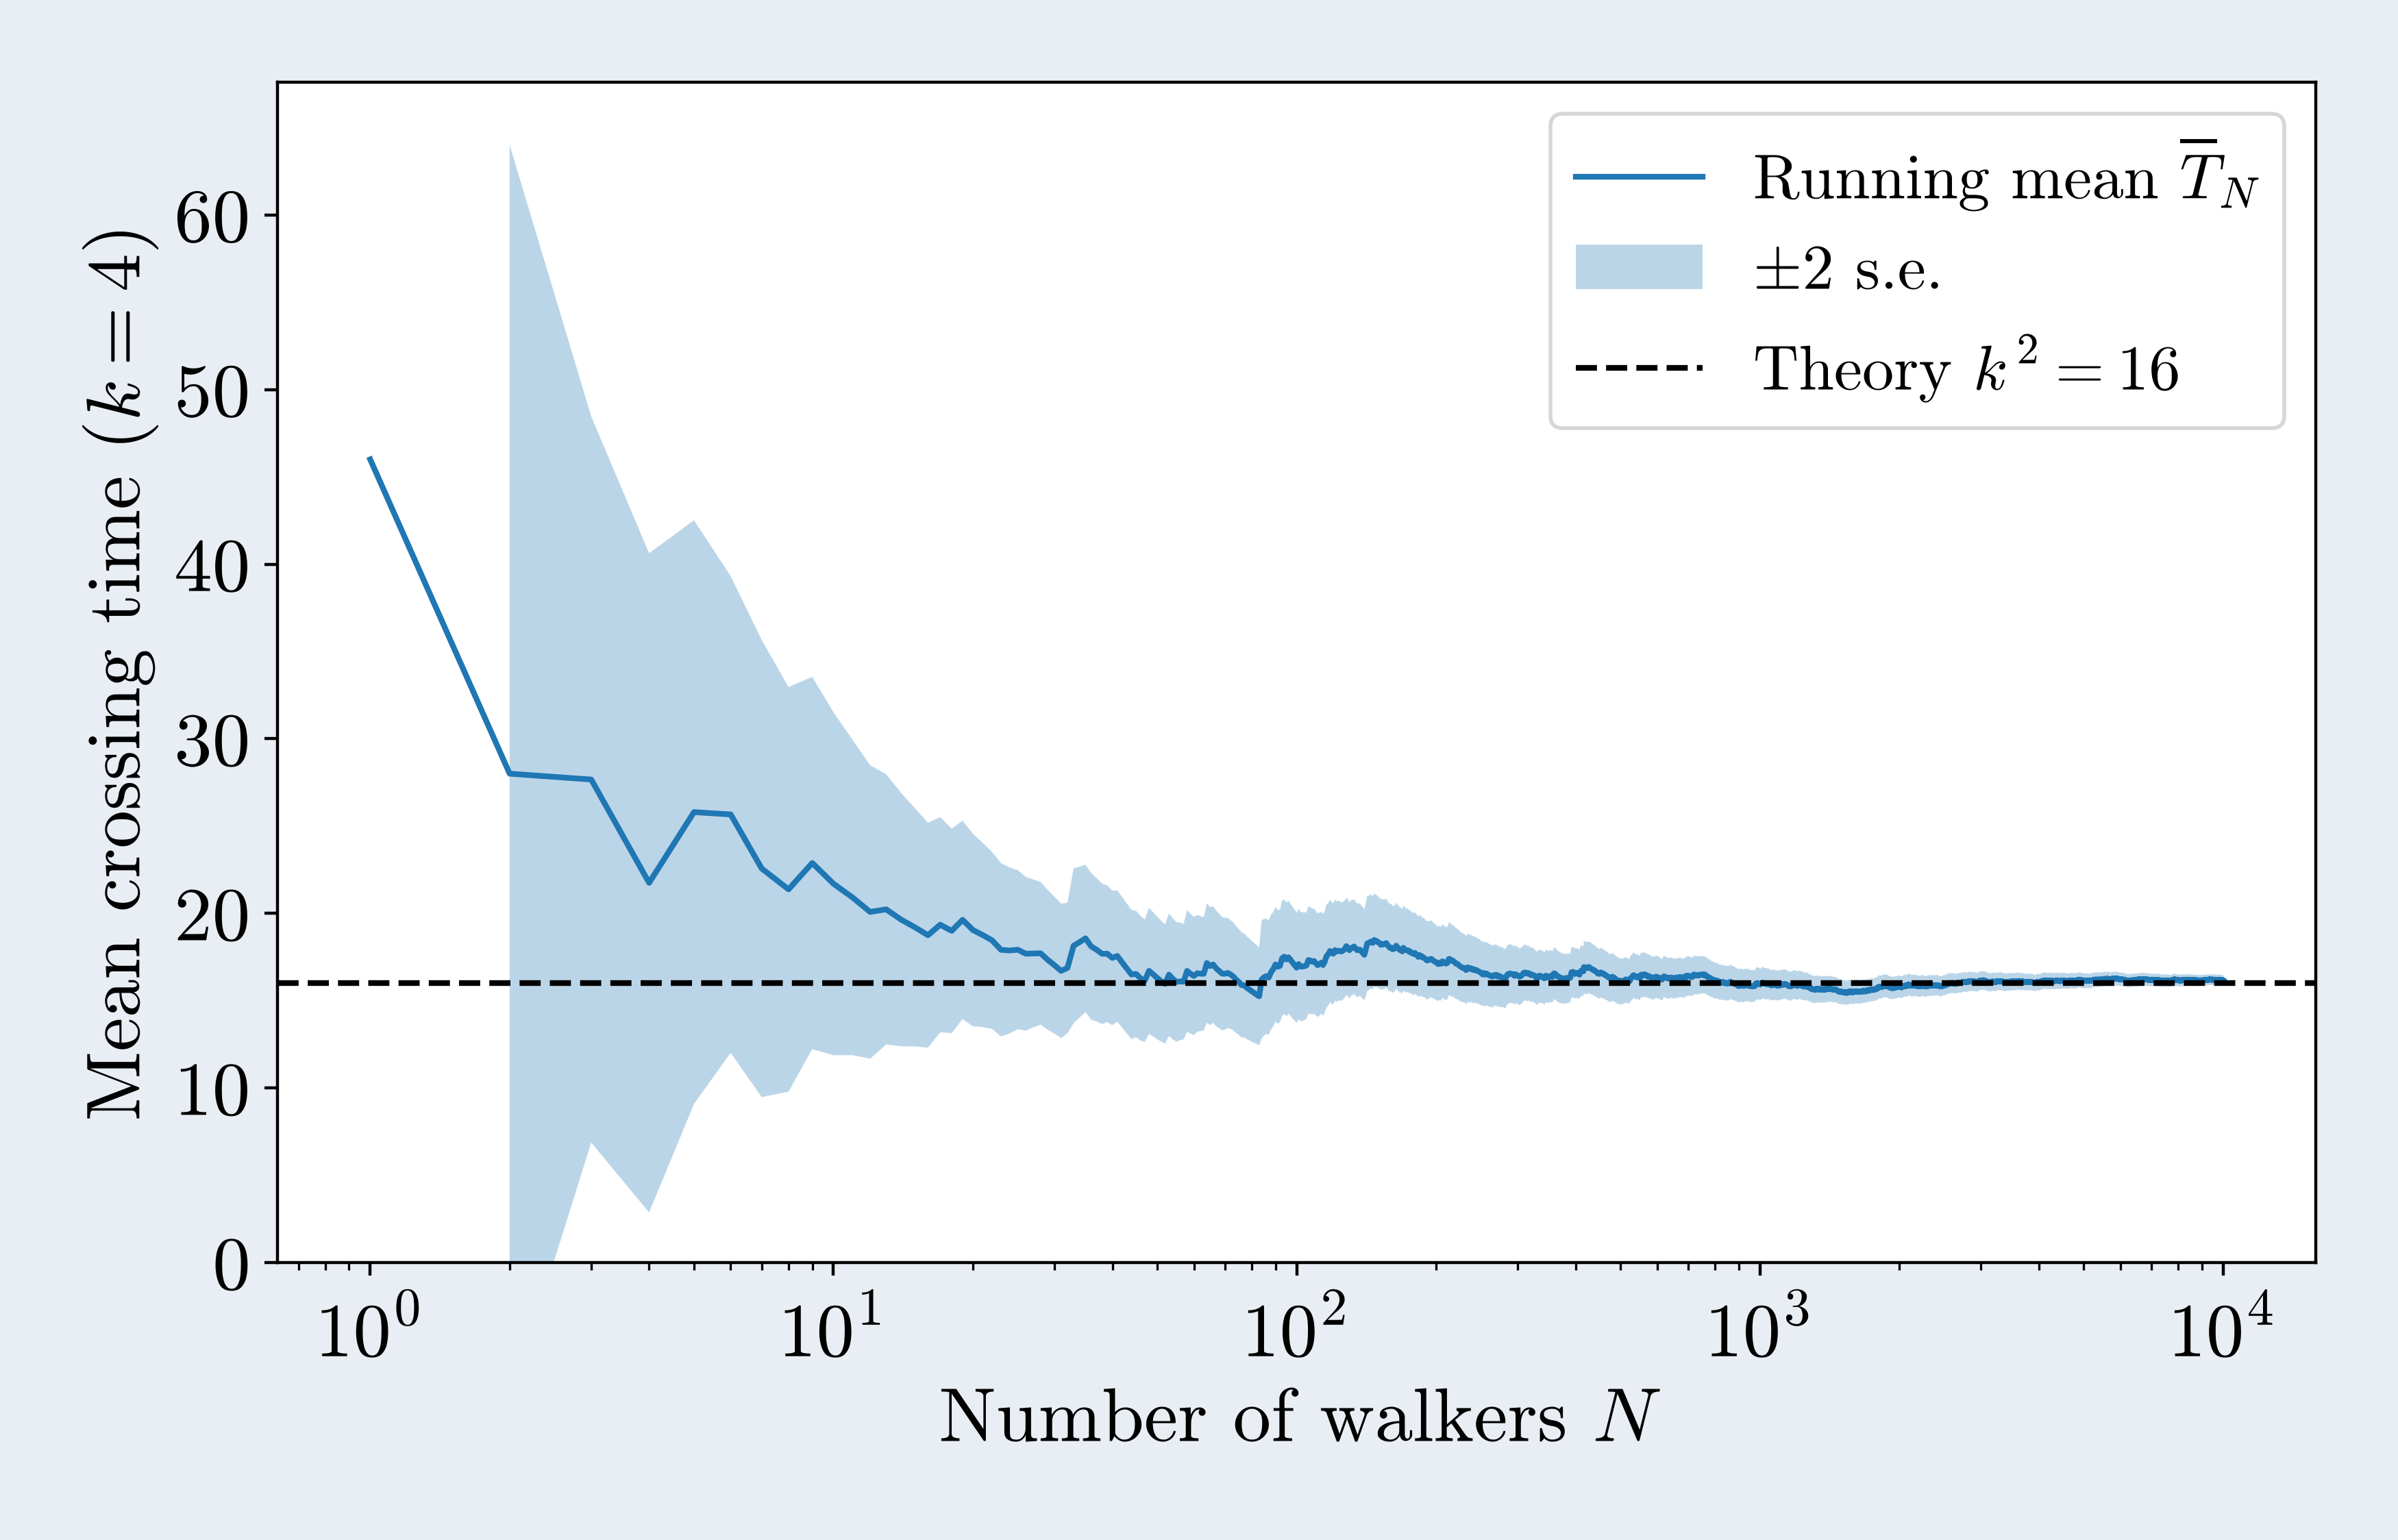 Mean crossing time (k = 4)
60
50
40
30
20
10
0
Running mean T̅_N
±2 s.e.
Theory k² = 16
10⁰ 10¹ 10² 10³ 10⁴
Number of walkers N